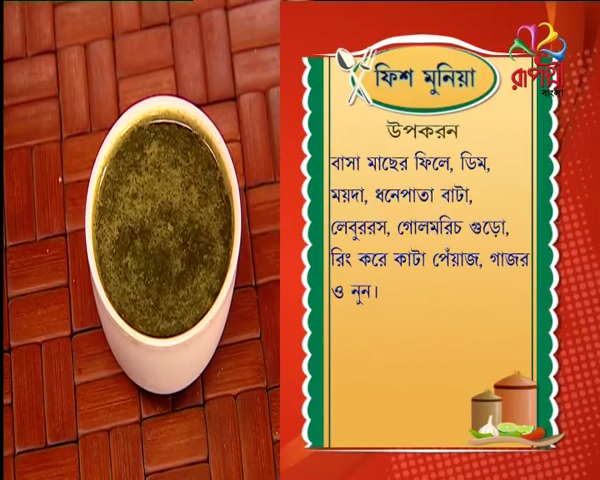 রূপসী
বাংলা
ফিশ মুনিয়া
উপকরন
বাসা মাছের ফিলে, ডিম,
ময়দা, ধনেপাতা বাটা,
লেবুররস, গোলমরিচ গুড়ো,
রিং করে কাটা পেঁয়াজ, গাজর
ও নুন।